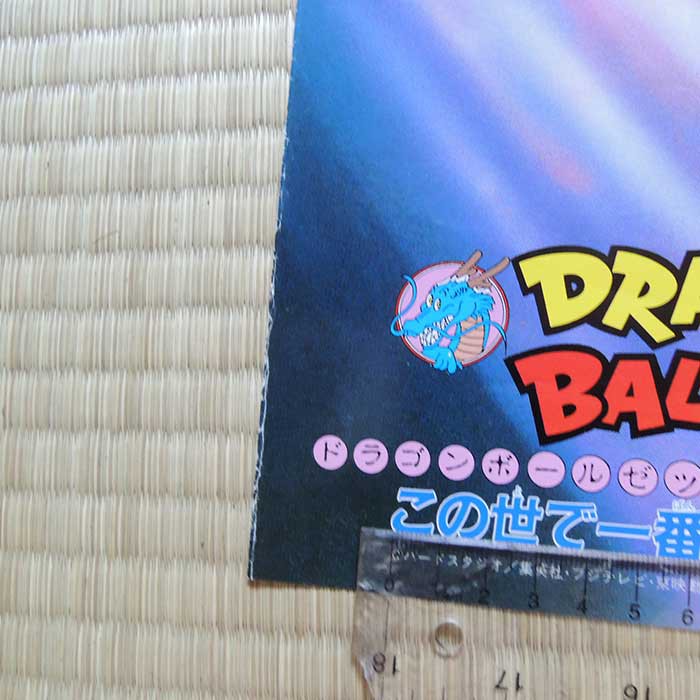 DRA
BAL
ドラゴンボールゼッ
この世で一番
ばん
©バードスタジオ/集英社・フジテレビ・東映
0 2 3 4 5 6
18 17 16